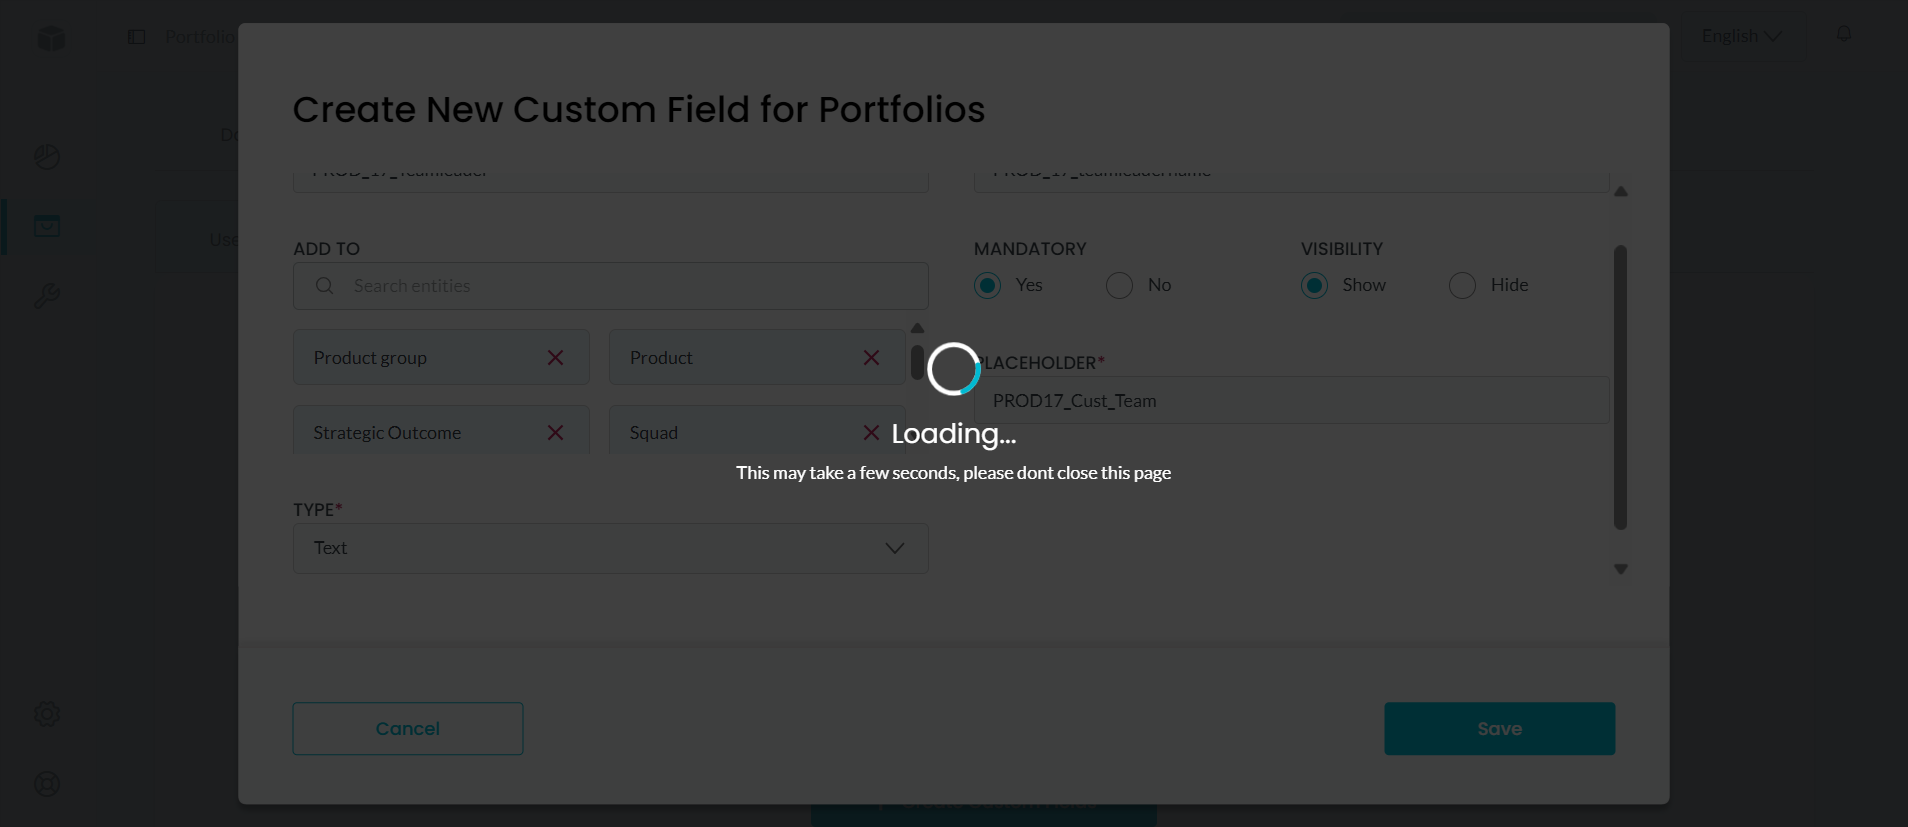 Portfolio
English
Create New Custom Field for Portfolios
PROD_17_Teamleader
PROD_17_teamleadername
ADD TO
MANDATORY
VISIBILITY
Search entities
Yes
No
Show
Hide
Product group
Product
PLACEHOLDER*
PROD17_Cust_Team
Strategic Outcome
Squad
Loading...
This may take a few seconds, please dont close this page
TYPE*
Text
Cancel
Save